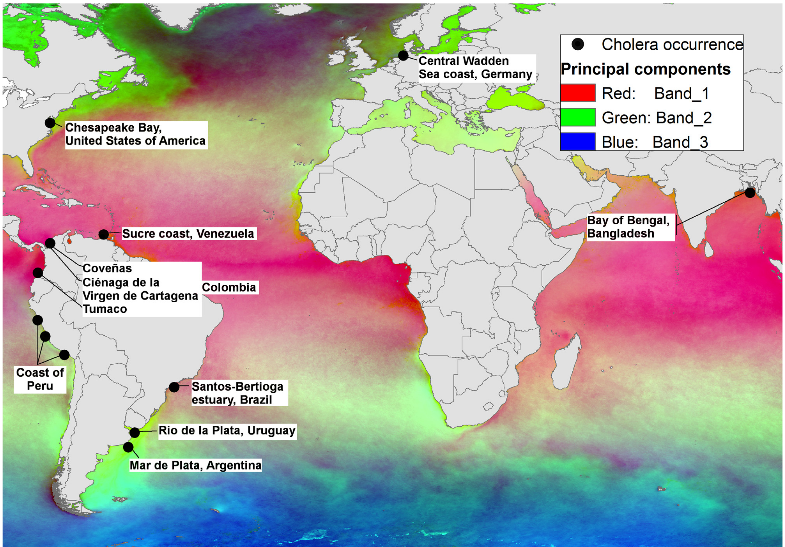 Cholera occurrence
Principal components
Red: Band_1
Green: Band_2
Blue: Band_3
Central Wadden
Sea coast, Germany
Chesapeake Bay,
United States of America
Bay of Bengal,
Bangladesh
Sucre coast, Venezuela
Coveñas
Ciénaga de la
Virgen de Cartagena
Tumaco
Colombia
Coast of
Peru
Santos-Bertioga
estuary, Brazil
Rio de la Plata, Uruguay
Mar de Plata, Argentina